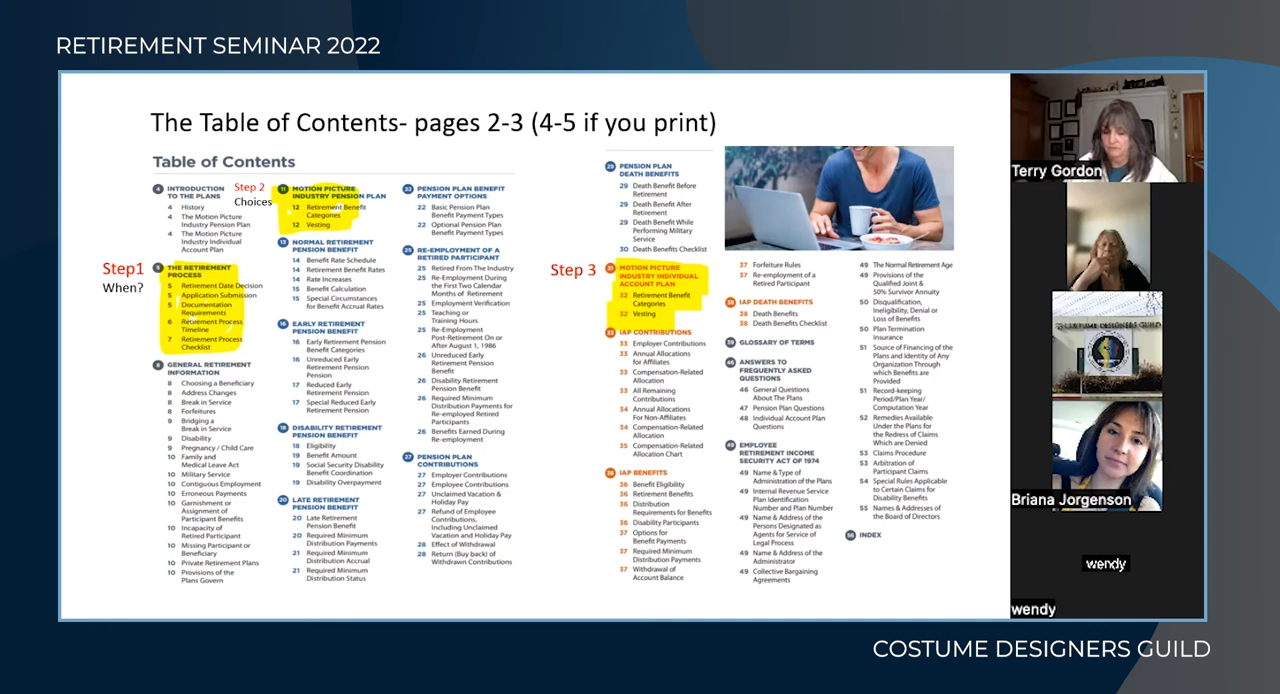 RETIREMENT SEMINAR 2022
The Table of Contents- pages 2-3 (4-5 if you print)
Table of Contents
4 INTRODUCTION
TO THE PLANS
4 History
4 The Motion Picture
Industry Pension Plan
4 The Motion Picture
Industry Individual
Account Plan
Step1
When?
5 THE RETIREMENT
PROCESS
5 Retirement Date Decision
5 Application Submission
5 Documentation
Requirements
6 Retirement Process
Timeline
7 Retirement Process
Checklist
8 GENERAL RETIREMENT
INFORMATION
8 Choosing a Beneficiary
8 Address Changes
8 Break in Service
8 Forfeitures
9 Bridging a
Break in Service
9 Disability
9 Pregnancy / Child Care
10 Family and
Medical Leave Act
10 Military Service
10 Contiguous Employment
10 Erroneous Payments
10 Garnishment or
Assignment of
Participant Benefits
10 Incapacity of
Retired Participant
10 Missing Participant or
Beneficiary
10 Private Retirement Plans
10 Provisions of the
Plans Govern
Step 2
Choices
11 MOTION PICTURE
INDUSTRY PENSION PLAN
12 Retirement Benefit
Categories
12 Vesting
13 NORMAL RETIREMENT
PENSION BENEFIT
14 Benefit Rate Schedule
14 Retirement Benefit Rates
14 Rate Increases
15 Benefit Calculation
15 Special Circumstances
for Benefit Accrual Rates
16 EARLY RETIREMENT
PENSION BENEFIT
16 Early Retirement Pension
Benefit Categories
16 Unreduced Early
Retirement Pension
Pension
17 Reduced Early
Retirement Pension
17 Special Reduced Early
Retirement Pension
18 DISABILITY RETIREMENT
PENSION BENEFIT
18 Eligibility
19 Benefit Amount
19 Social Security Disability
Benefit Coordination
19 Disability Overpayment
20 LATE RETIREMENT
PENSION BENEFIT
20 Late Retirement
Pension Benefit
20 Required Minimum
Distribution Payments
21 Required Minimum
Distribution Accrual
21 Required Minimum
Distribution Status
22 PENSION PLAN BENEFIT
PAYMENT OPTIONS
22 Basic Pension Plan
Benefit Payment Types
22 Optional Pension Plan
Benefit Payment Types
25 RE-EMPLOYMENT OF A
RETIRED PARTICIPANT
25 Retired From The Industry
25 Re-Employment During
the First Two Calendar
Months of Retirement
25 Employment Verification
25 Teaching or
Training Hours
25 Re-Employment
Post-Retirement On or
After August 1, 1986
26 Unreduced Early
Retirement Pension
Benefit
26 Disability Retirement
Pension Benefit
26 Required Minimum
Distribution Payments for
Re-employed Retired
Participants
26 Benefits Earned During
Re-employment
27 PENSION PLAN
CONTRIBUTIONS
27 Employer Contributions
27 Employee Contributions
27 Unclaimed Vacation &
Holiday Pay
27 Refund of Employee
Contributions,
Including Unclaimed
Vacation and Holiday Pay
28 Effect of Withdrawal
28 Return (Buy back) of
Withdrawn Contributions
29 PENSION PLAN
DEATH BENEFITS
29 Death Benefit Before
Retirement
29 Death Benefit After
Retirement
29 Death Benefit While
Performing Military
Service
30 Death Benefits Checklist
Step 3
31 MOTION PICTURE
INDUSTRY INDIVIDUAL
ACCOUNT PLAN
32 Retirement Benefit
Categories
32 Vesting
33 IAP CONTRIBUTIONS
33 Employer Contributions
33 Annual Allocations
for Affiliates
33 Compensation-Related
Allocation
33 All Remaining
Contributions
34 Annual Allocations
For Non-Affiliates
34 Compensation-Related
Allocation
35 Compensation-Related
Allocation Chart
36 IAP BENEFITS
36 Benefit Eligibility
36 Retirement Benefits
36 Distribution
Requirements for Benefits
36 Disability Participants
37 Options for
Benefit Payments
37 Required Minimum
Distribution Payments
37 Withdrawal of
Account Balance
37 Forfeiture Rules
37 Re-employment of a
Retired Participant
38 IAP DEATH BENEFITS
38 Death Benefits
38 Death Benefits Checklist
39 GLOSSARY OF TERMS
46 ANSWERS TO
FREQUENTLY ASKED
QUESTIONS
46 General Questions
About The Plans
47 Pension Plan Questions
48 Individual Account Plan
Questions
49 EMPLOYEE
RETIREMENT INCOME
SECURITY ACT OF 1974
49 Name & Type of
Administration of the Plans
49 Internal Revenue Service
Plan Identification
Number and Plan Number
49 Name & Address of the
Persons Designated as
Agents for Service of
Legal Process
49 Name & Address of the
Administrator
49 Collective Bargaining
Agreements
49 The Normal Retirement Age
49 Provisions of the
Qualified Joint &
50% Survivor Annuity
50 Disqualification,
Ineligibility, Denial or
Loss of Benefits
50 Plan Termination
Insurance
51 Source of Financing of the
Plans and Identity of Any
Organization Through
which Benefits are
Provided
51 Record-keeping
Period/Plan Year/
Computation Year
52 Remedies Available
Under the Plans for
the Redress of Claims
Which are Denied
53 Claims Procedure
53 Arbitration of
Participant Claims
54 Special Rules Applicable
to Certain Claims for
Disability Benefits
55 Names & Addresses of
the Board of Directors
56 INDEX
Terry Gordon
COSTUME DESIGNERS GUILD
Briana Jorgenson
wendy
wendy
COSTUME DESIGNERS GUILD